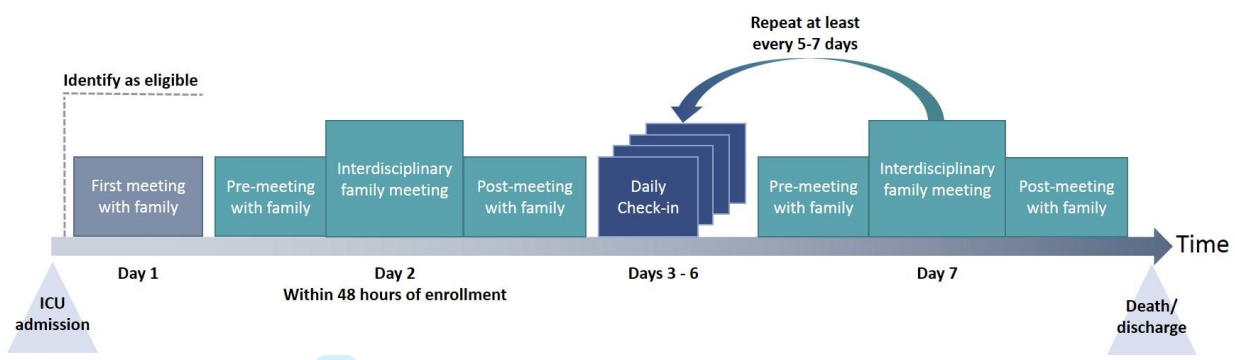 Repeat at least
every 5-7 days
Identify as eligible
First meeting
with family
Pre-meeting
with family
Interdisciplinary
family meeting
Post-meeting
with family
Daily
Check-in
Pre-meeting
with family
Interdisciplinary
family meeting
Post-meeting
with family
Time
Day 1
Day 2
Within 48 hours of enrollment
Days 3 - 6
Day 7
ICU
admission
Death/
discharge